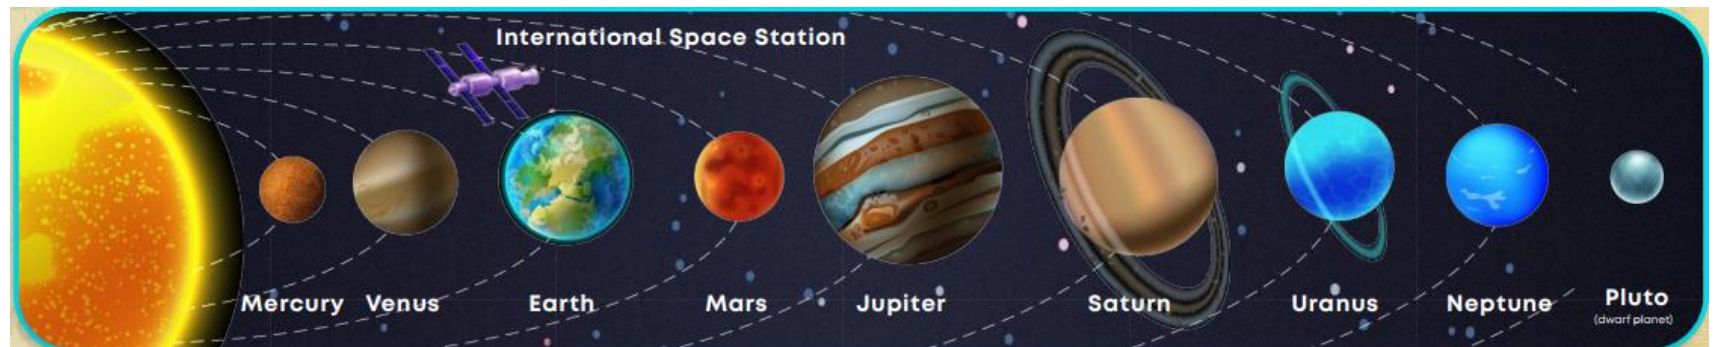 International Space Station
Mercury
Venus
Earth
Mars
Jupiter
Saturn
Uranus
Neptune
Pluto
(dwarf planet)